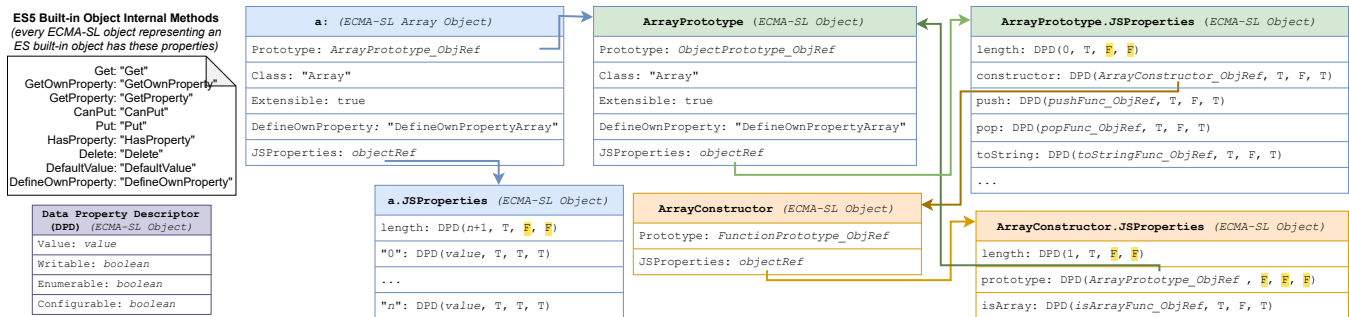 ES5 Built-in Object Internal Methods
(every ECMA-SL object representing an
ES built-in object has these properties)
Get: "Get"
GetOwnProperty: "GetOwnProperty"
GetProperty: "GetProperty"
CanPut: "CanPut"
Put: "Put"
HasProperty: "HasProperty"
Delete: "Delete"
DefaultValue: "DefaultValue"
DefineOwnProperty: "DefineOwnProperty"
Data Property Descriptor
(DPD) (ECMA-SL Object)
Value: value
Writable: boolean
Enumerable: boolean
Configurable: boolean
a: (ECMA-SL Array Object)
Prototype: ArrayPrototype_ObjRef
Class: "Array"
Extensible: true
DefineOwnProperty: "DefineOwnPropertyArray"
JSProperties: objectRef
a.JSProperties (ECMA-SL Object)
length: DPD(n+1, T, F, F)
"0": DPD(value, T, T, T)
...
"n": DPD(value, T, T, T)
ArrayPrototype (ECMA-SL Object)
Prototype: ObjectPrototype_ObjRef
Class: "Array"
Extensible: true
DefineOwnProperty: "DefineOwnPropertyArray"
JSProperties: objectRef
ArrayConstructor (ECMA-SL Object)
Prototype: FunctionPrototype_ObjRef
JSProperties: objectRef
ArrayPrototype.JSProperties (ECMA-SL Object)
length: DPD(0, T, F, F)
constructor: DPD(ArrayConstructor_ObjRef, T, F, T)
push: DPD(pushFunc_ObjRef, T, F, T)
pop: DPD(popFunc_ObjRef, T, F, T)
toString: DPD(toStringFunc_ObjRef, T, F, T)
...
ArrayConstructor.JSProperties (ECMA-SL Object)
length: DPD(1, T, F, F)
prototype: DPD(ArrayPrototype_ObjRef , F, F, F)
isArray: DPD(isArrayFunc_ObjRef, T, F, T)